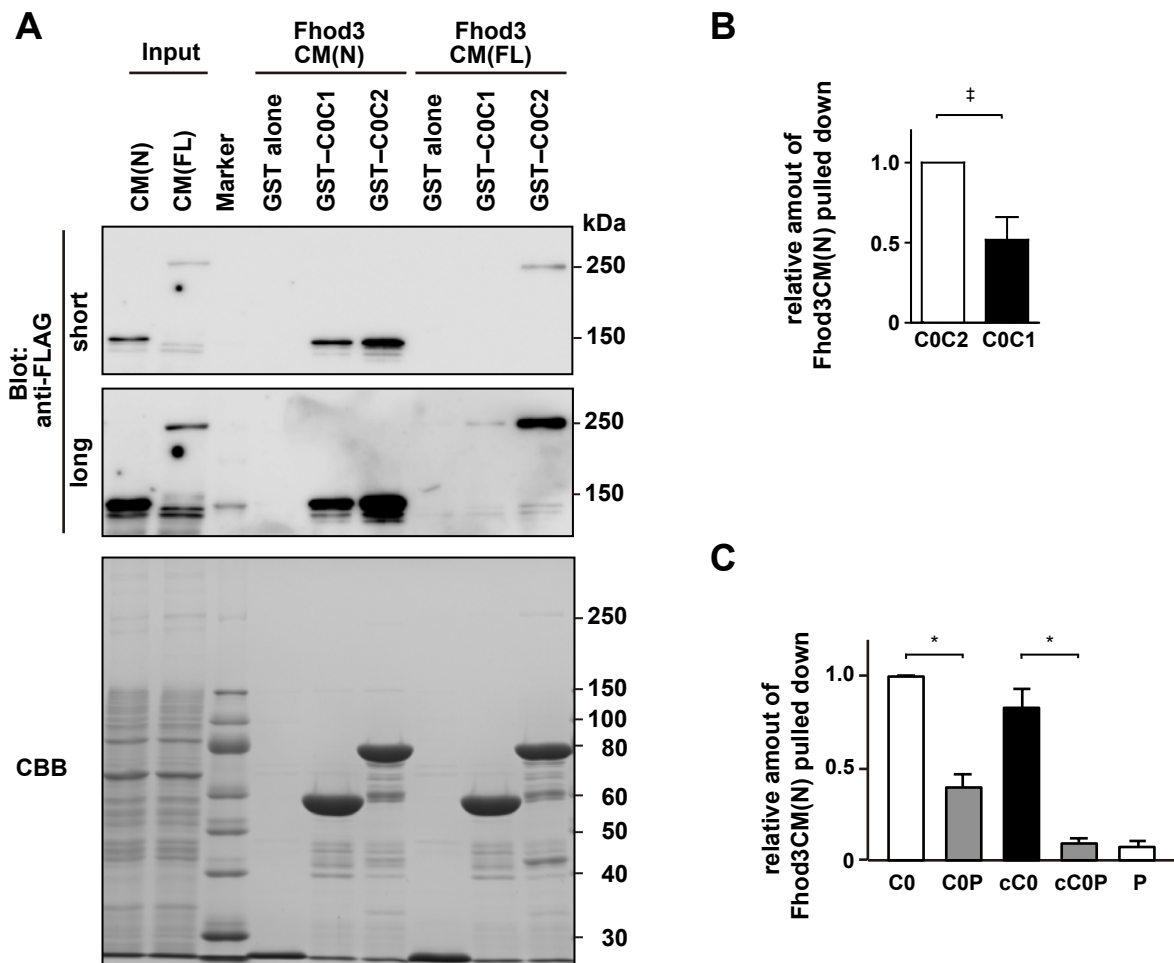 A
Input
Fhod3
CM(N)
Fhod3
CM(FL)
CM(N)
CM(FL)
Marker
GST alone
GST–C0C1
GST–C0C2
GST alone
GST–C0C1
GST–C0C2
kDa
Blot:
anti-FLAG
short
250
150
long
250
150
CBB
250
150
100
80
60
50
40
30
B
relative amout of
Fhod3CM(N) pulled down
‡
1.0
0.5
0
C0C2 C0C1
C
relative amout of
Fhod3CM(N) pulled down
* *
1.0
0.5
0
C0 C0P cC0 cC0P P